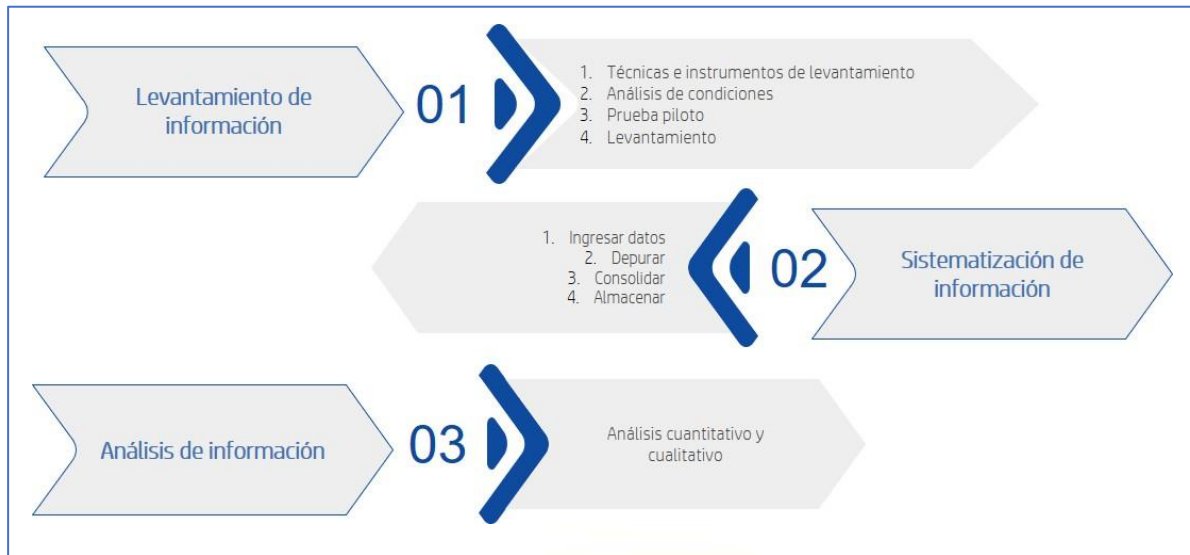 Levantamiento de
información
01
1. Técnicas e instrumentos de levantamiento
2. Análisis de condiciones
3. Prueba piloto
4. Levantamiento
1. Ingresar datos
2. Depurar
3. Consolidar
4. Almacenar
02
Sistematización de
información
Análisis de información
03
Análisis cuantitativo y
cualitativo